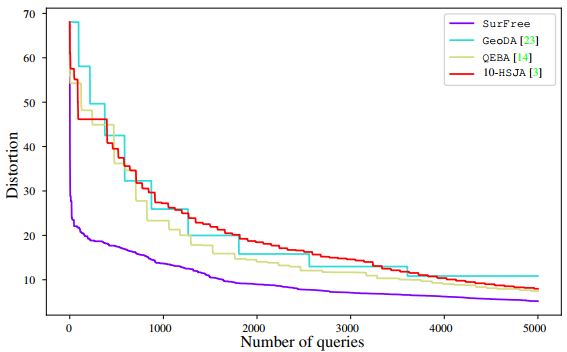 70
60
50
40
30
20
10
Distortion
0
1000
2000
3000
4000
5000
Number of queries
SurFree
GeoDA [23]
QEBA [14]
10-HSJA [3]